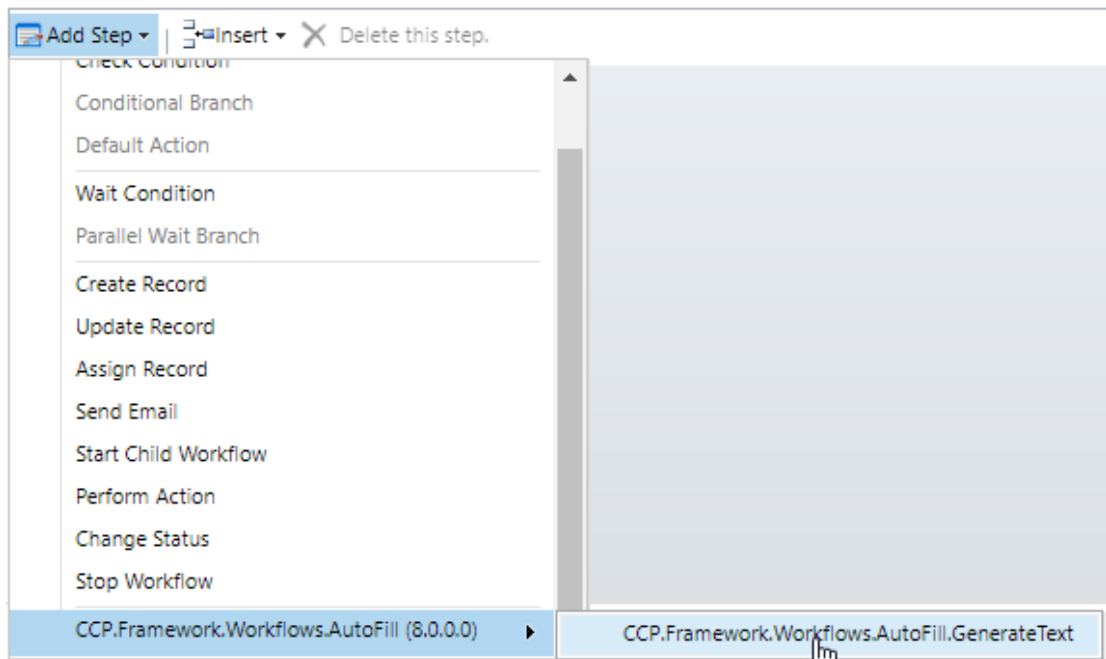 Add Step Insert Delete this step.
Check Condition
Conditional Branch
Default Action
Wait Condition
Parallel Wait Branch
Create Record
Update Record
Assign Record
Send Email
Start Child Workflow
Perform Action
Change Status
Stop Workflow
CCP.Framework.Workflows.AutoFill (8.0.0.0) CCP.Framework.Workflows.AutoFill.GenerateText